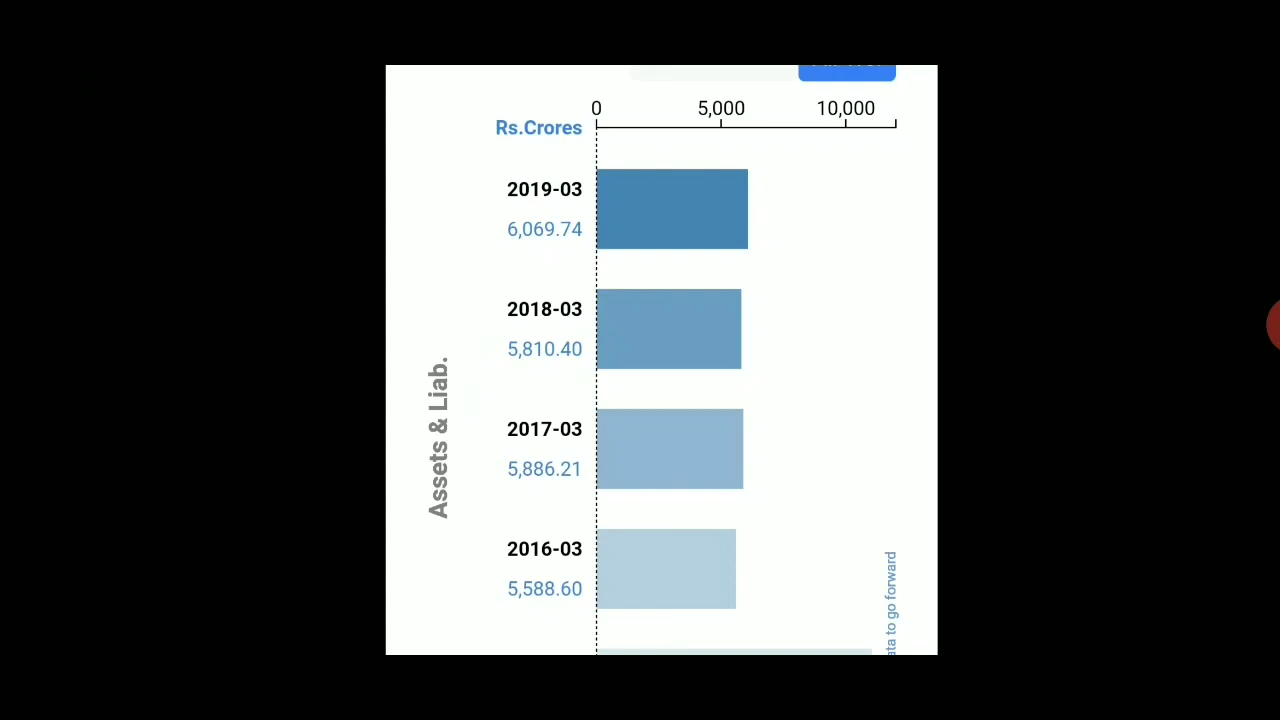 0 5,000 10,000
Rs.Crores
2019-03
6,069.74
2018-03
5,810.40
2017-03
5,886.21
2016-03
5,588.60
Assets & Liab.
to go forward